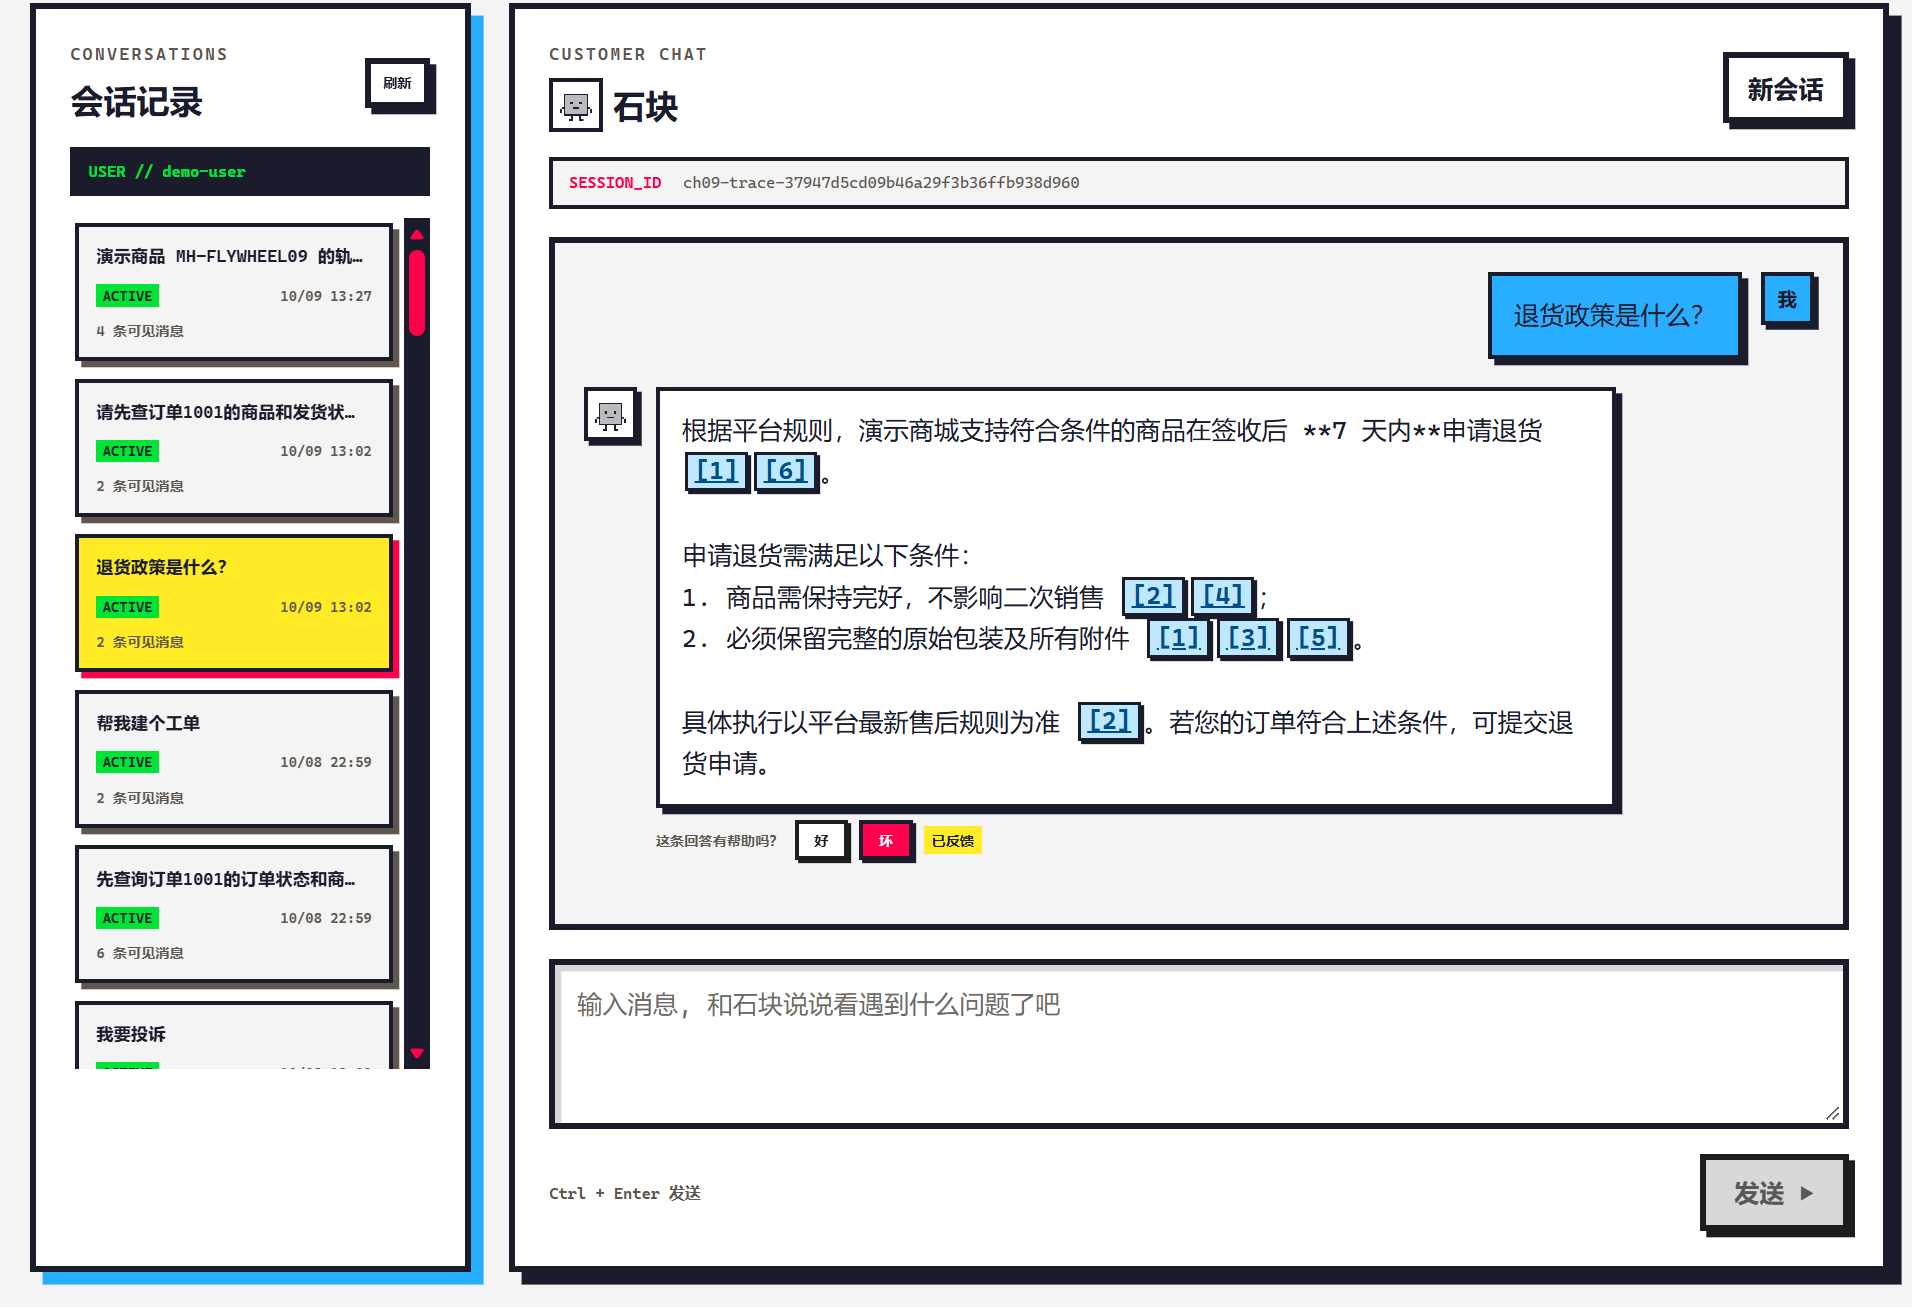 CONVERSATIONS
会话记录
刷新
USER // demo-user
演示商品 MH-FLYWHEEL09 的轨…
ACTIVE 10/09 13:27
4 条可见消息
请先查订单1001的商品和发货状…
ACTIVE 10/09 13:02
2 条可见消息
退货政策是什么？
ACTIVE 10/09 13:02
2 条可见消息
帮我建个工单
ACTIVE 10/08 22:59
2 条可见消息
先查询订单1001的订单状态和商…
ACTIVE 10/08 22:59
6 条可见消息
我要投诉
CUSTOMER CHAT
石块
新会话
SESSION_ID ch09-trace-37947d5cd09b46a29f3b36ffb938d960
退货政策是什么？
我
根据平台规则，演示商城支持符合条件的商品在签收后 **7 天内**申请退货
[1] [6]。
申请退货需满足以下条件：
1. 商品需保持完好，不影响二次销售 [2] [4]；
2. 必须保留完整的原始包装及所有附件 [1] [3] [5]。
具体执行以平台最新售后规则为准 [2]。若您的订单符合上述条件，可提交退
货申请。
这条回答有帮助吗？ 好 坏 已反馈
输入消息，和石块说说看遇到什么问题了吧
Ctrl + Enter 发送
发送 ▶